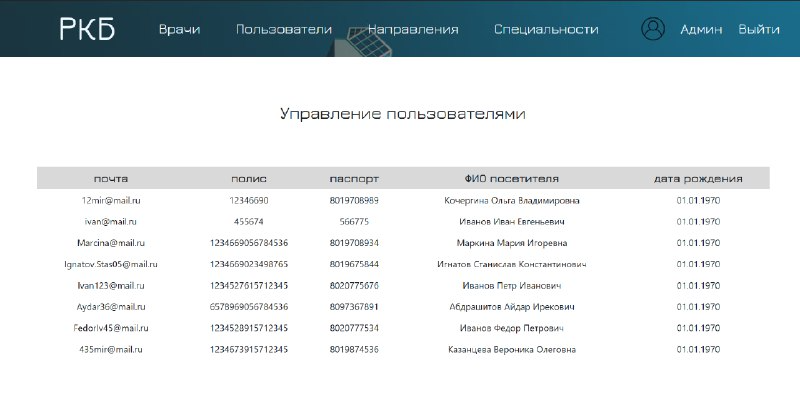 РКБ Врачи Пользователи Направления Специальности Админ Выйти
Управление пользователями
почта полис паспорт ФИО посетителя дата рождения
12mir@mail.ru 12346690 8019708989 Кочергина Ольга Владимировна 01.01.1970
ivan@mail.ru 455674 566775 Иванов Иван Евгеньевич 01.01.1970
Marcina@mail.ru 1234669056784536 8019708934 Маркина Мария Игоревна 01.01.1970
Ignatov.Stas05@mail.ru 1234669023498765 8019675844 Игнатов Станислав Константинович 01.01.1970
Ivan123@mail.ru 1234527615712345 8020775676 Иванов Петр Иванович 01.01.1970
Aydar36@mail.ru 6578969056784536 8097367891 Абдрашитов Айдар Ирекович 01.01.1970
FedorIv45@mail.ru 1234528915712345 8020777534 Иванов Федор Петрович 01.01.1970
435mir@mail.ru 1234673915712345 8019874536 Казанцева Вероника Олеговна 01.01.1970